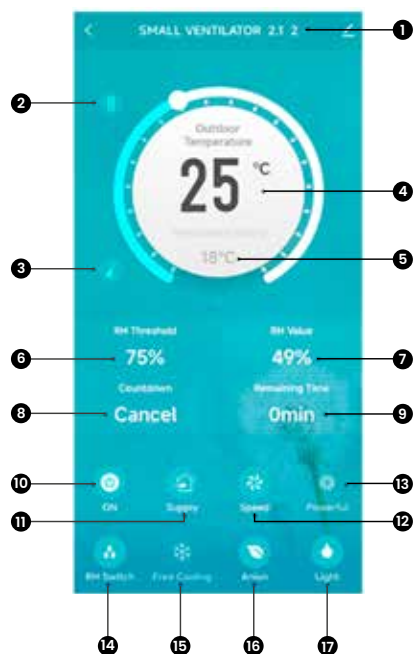 1
SMALL VENTILATOR 2.1 2
2
Outdoor
Temperature
25 °C
4
18°C
5
3
RH Threshold
RH Value
6
75%
49%
7
Countdown
Remaining Time
8
Cancel
0min
9
10
13
11
12
ON
Supply
Speed
Powerful
RH Switch
Free Cooling
Anion
Light
14
15
16
17